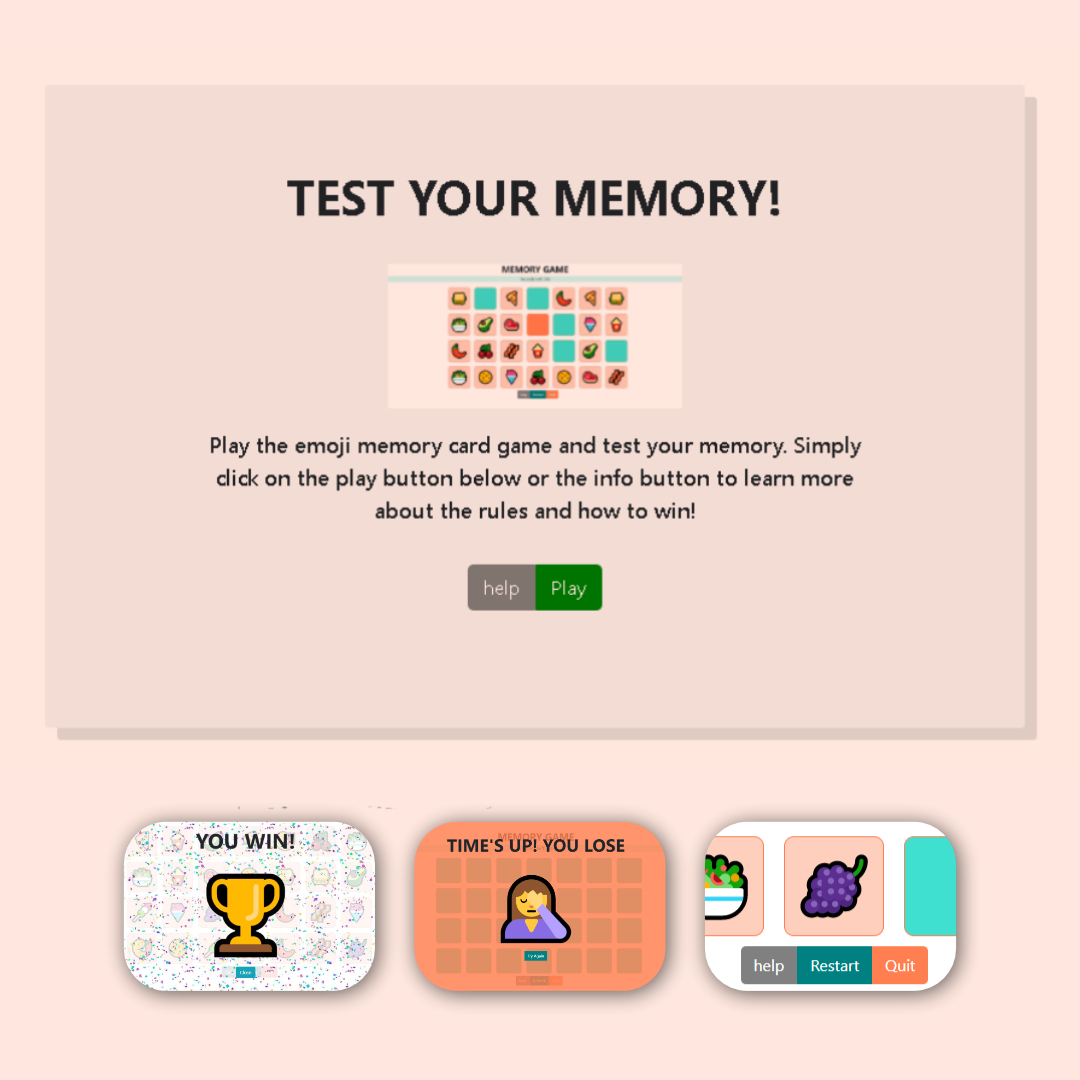 TEST YOUR MEMORY!
MEMORY GAME
Play the emoji memory card game and test your memory. Simply
click on the play button below or the info button to learn more
about the rules and how to win!
help Play
YOU WIN!
MEMORY GAME
TIME'S UP! YOU LOSE
Try Again
help Restart Quit